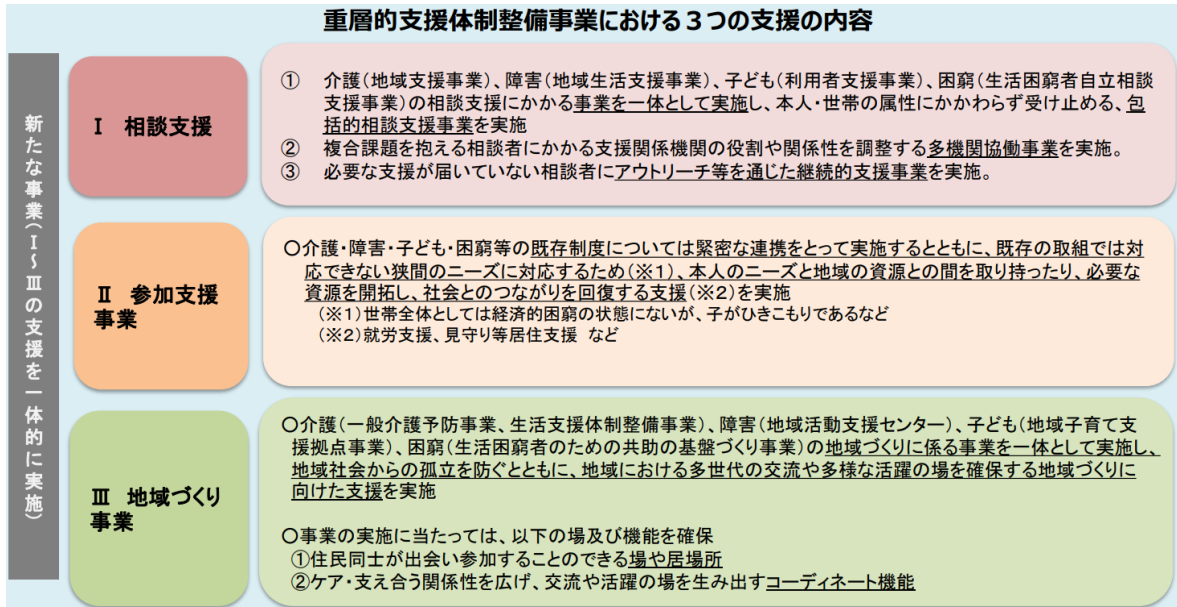 重層的支援体制整備事業における３つの支援の内容
新たな事業（Ⅰ～Ⅲの支援を一体的に実施）
Ⅰ　相談支援
①　介護（地域支援事業）、障害（地域生活支援事業）、子ども（利用者支援事業）、困窮（生活困窮者自立相談
支援事業）の相談支援にかかる事業を一体として実施し、本人・世帯の属性にかかわらず受け止める、包
括的相談支援事業を実施
②　複合課題を抱える相談者にかかる支援関係機関の役割や関係性を調整する多機関協働事業を実施。
③　必要な支援が届いていない相談者にアウトリーチ等を通じた継続的支援事業を実施。
Ⅱ　参加支援
事業
〇介護・障害・子ども・困窮等の既存制度については緊密な連携をとって実施するとともに、既存の取組では対
応できない狭間のニーズに対応するため（※１）、本人のニーズと地域の資源との間を取り持ったり、必要な
資源を開拓し、社会とのつながりを回復する支援（※２）を実施
（※１）世帯全体としては経済的困窮の状態にないが、子がひきこもりであるなど
（※２）就労支援、見守り等居住支援 など
Ⅲ　地域づくり
事業
〇介護（一般介護予防事業、生活支援体制整備事業）、障害（地域活動支援センター）、子ども（地域子育て支
援拠点事業）、困窮（生活困窮者のための共助の基盤づくり事業）の地域づくりに係る事業を一体として実施し、
地域社会からの孤立を防ぐとともに、地域における多世代の交流や多様な活躍の場を確保する地域づくりに
向けた支援を実施
〇事業の実施に当たっては、以下の場及び機能を確保
①住民同士が出会い参加することのできる場や居場所
②ケア・支え合う関係性を広げ、交流や活躍の場を生み出すコーディネート機能